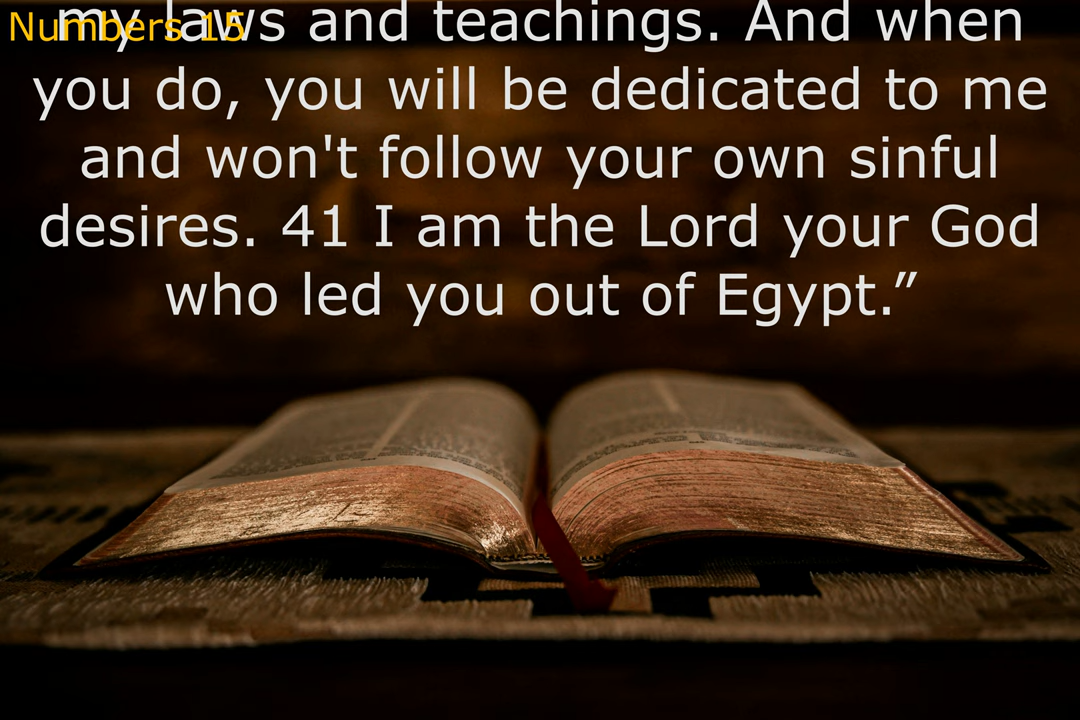 Numbers 15
my laws and teachings. And when
you do, you will be dedicated to me
and won't follow your own sinful
desires. 41 I am the Lord your God
who led you out of Egypt.”